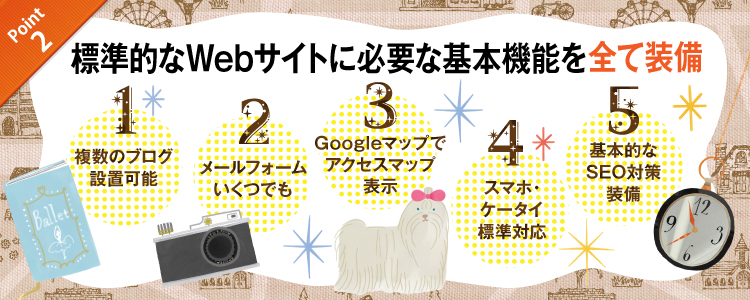 Point
2
標準的なWebサイトに必要な基本機能を全て装備
1
複数のブログ
設置可能
2
メールフォーム
いくつでも
3
Googleマップで
アクセスマップ
表示
4
スマホ・
ケータイ
標準対応
5
基本的な
SEO対策
装備
Ballet
12
3
6
9